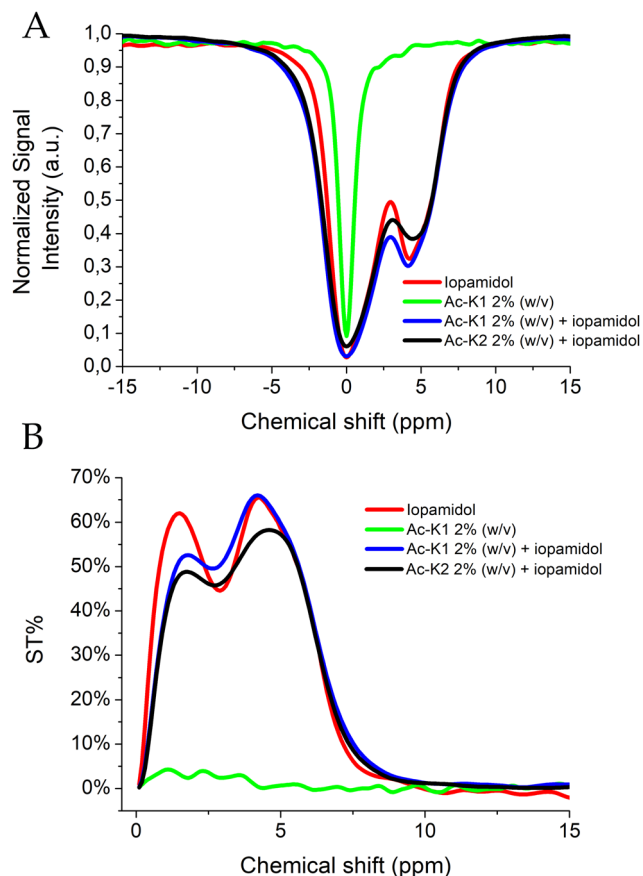 A
1,0
0,9
0,8
0,7
0,6
0,5
0,4
0,3
0,2
0,1
0,0
Normalized Signal
Intensity (a.u.)
Iopamidol
Ac-K1 2% (w/v)
Ac-K1 2% (w/v) + iopamidol
Ac-K2 2% (w/v) + iopamidol
-15 -10 -5 0 5 10 15
Chemical shift (ppm)
B
70%
60%
50%
40%
30%
20%
10%
0%
ST%
Iopamidol
Ac-K1 2% (w/v)
Ac-K1 2% (w/v) + iopamidol
Ac-K2 2% (w/v) + iopamidol
0 5 10 15
Chemical shift (ppm)